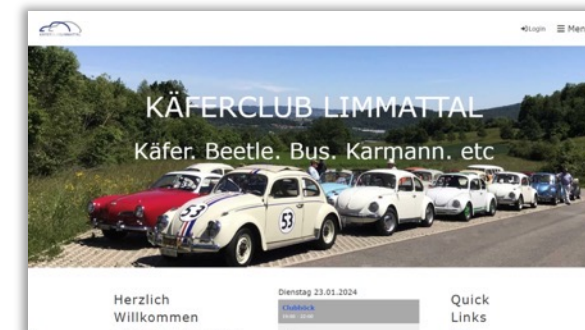 Login
Men
KÄFERCLUB LIMMATTAL
Käfer. Beetle. Bus. Karmann. etc
53
53
Herzlich
Willkommen
Dienstag 23.01.2024
Clubhöck
Quick
Links